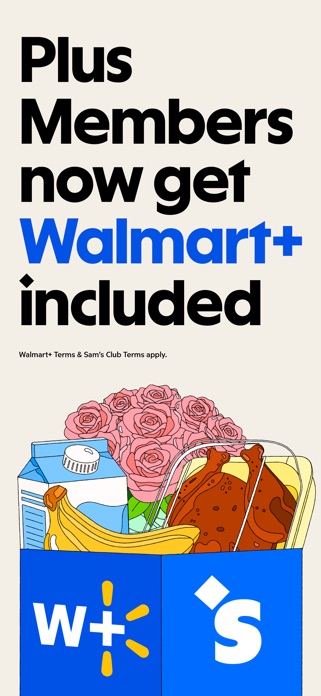 Plus
Members
now get
Walmart+
included
Walmart+ Terms & Sam's Club Terms apply.
W+
S